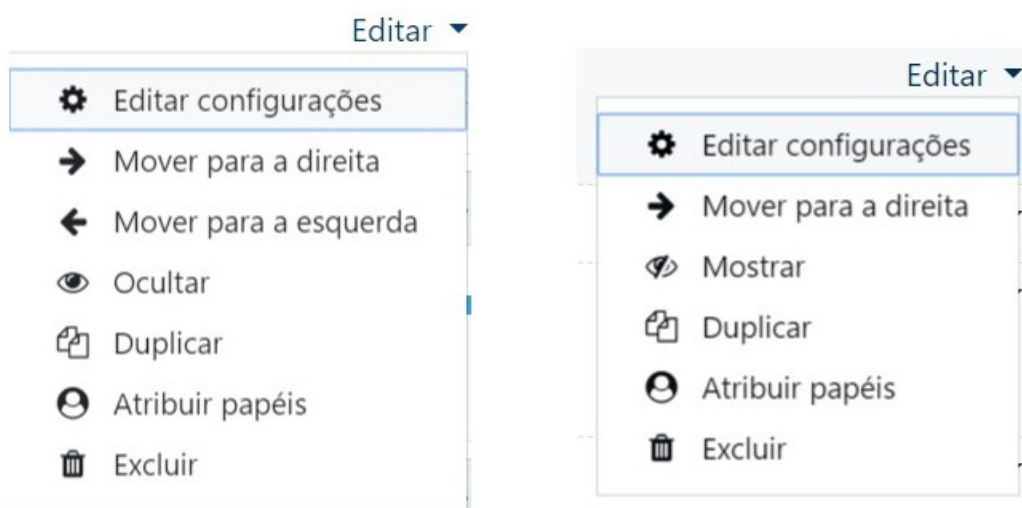 Editar
Editar configurações
Mover para a direita
Mover para a esquerda
Ocultar
Duplicar
Atribuir papéis
Excluir
Editar
Editar configurações
Mover para a direita
Mostrar
Duplicar
Atribuir papéis
Excluir